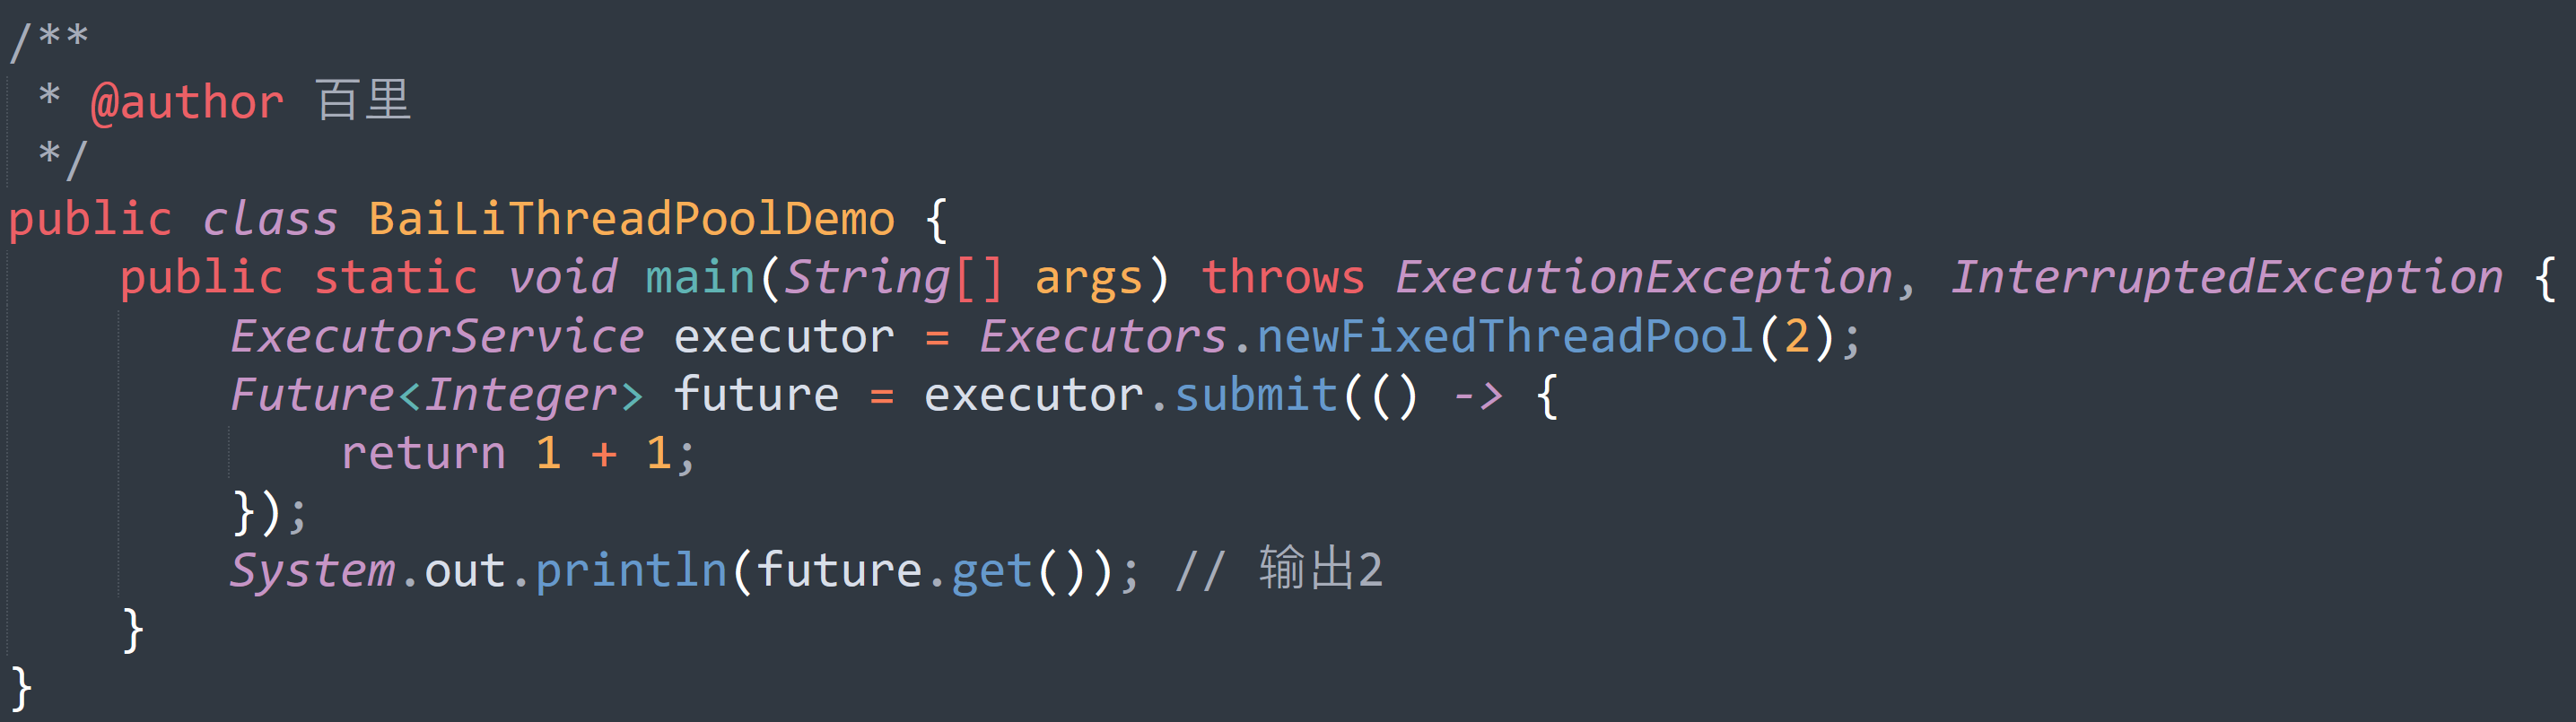 /**
 * @author 百里
 */
public class BaiLiThreadPoolDemo {
    public static void main(String[] args) throws ExecutionException, InterruptedException {
        ExecutorService executor = Executors.newFixedThreadPool(2);
        Future<Integer> future = executor.submit(() -> {
            return 1 + 1;
        });
        System.out.println(future.get()); // 输出2
    }
}